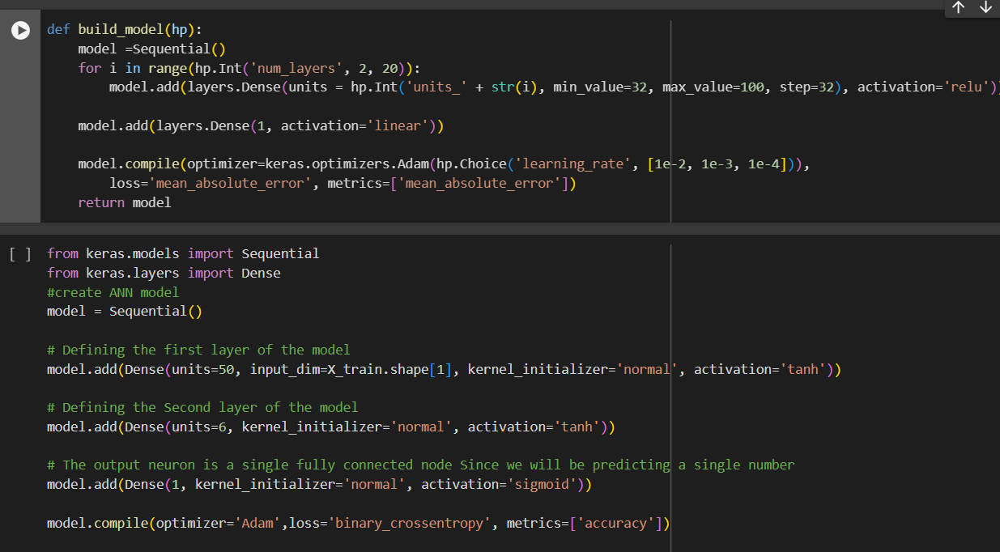 def build_model(hp):
    model =Sequential()
    for i in range(hp.Int('num_layers', 2, 20)):
        model.add(layers.Dense(units = hp.Int('units_' + str(i), min_value=32, max_value=100, step=32), activation='relu'))

    model.add(layers.Dense(1, activation='linear'))

    model.compile(optimizer=keras.optimizers.Adam(hp.Choice('learning_rate', [1e-2, 1e-3, 1e-4])),
        loss='mean_absolute_error', metrics=['mean_absolute_error'])
    return model

[ ] from keras.models import Sequential
from keras.layers import Dense
#create ANN model
model = Sequential()

# Defining the first layer of the model
model.add(Dense(units=50, input_dim=X_train.shape[1], kernel_initializer='normal', activation='tanh'))

# Defining the Second layer of the model
model.add(Dense(units=6, kernel_initializer='normal', activation='tanh'))

# The output neuron is a single fully connected node Since we will be predicting a single number
model.add(Dense(1, kernel_initializer='normal', activation='sigmoid'))

model.compile(optimizer='Adam',loss='binary_crossentropy', metrics=['accuracy'])